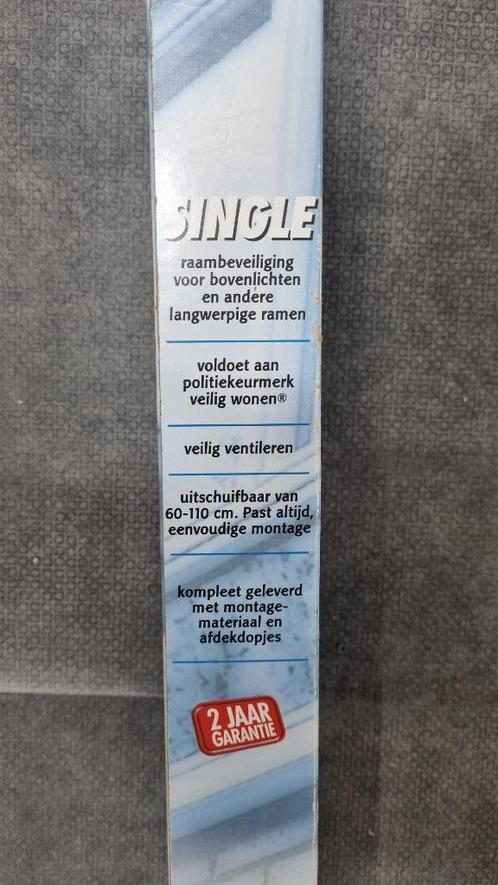 SINGLE
raambeveiliging
voor bovenlichten
en andere
langwerpige ramen
voldoet aan
politiekeurmerk
veilig wonen®
veilig ventileren
uitschuifbaar van
60-110 cm. Past altijd,
eenvoudige montage
kompleet geleverd
met montage-
materiaal en
afdekdopjes
2 JAAR
GARANTIE